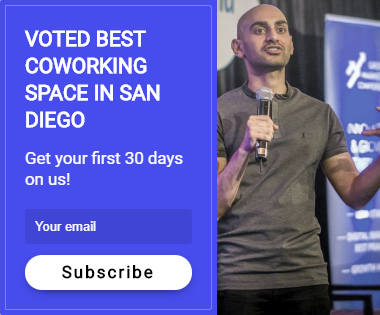 VOTED BEST
COWORKING
SPACE IN SAN
DIEGO
Get your first 30 days
on us!
Your email
Subscribe